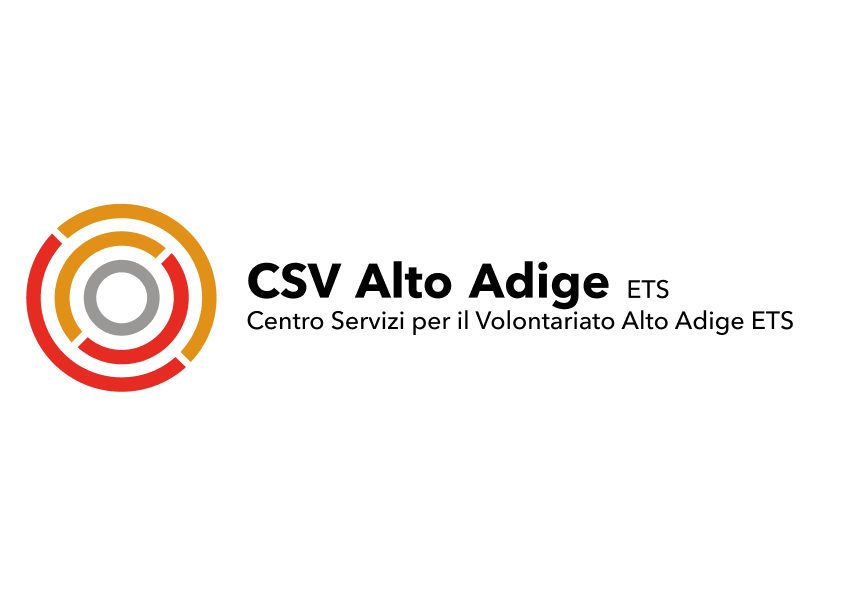 CSV Alto Adige ETS
Centro Servizi per il Volontariato Alto Adige ETS